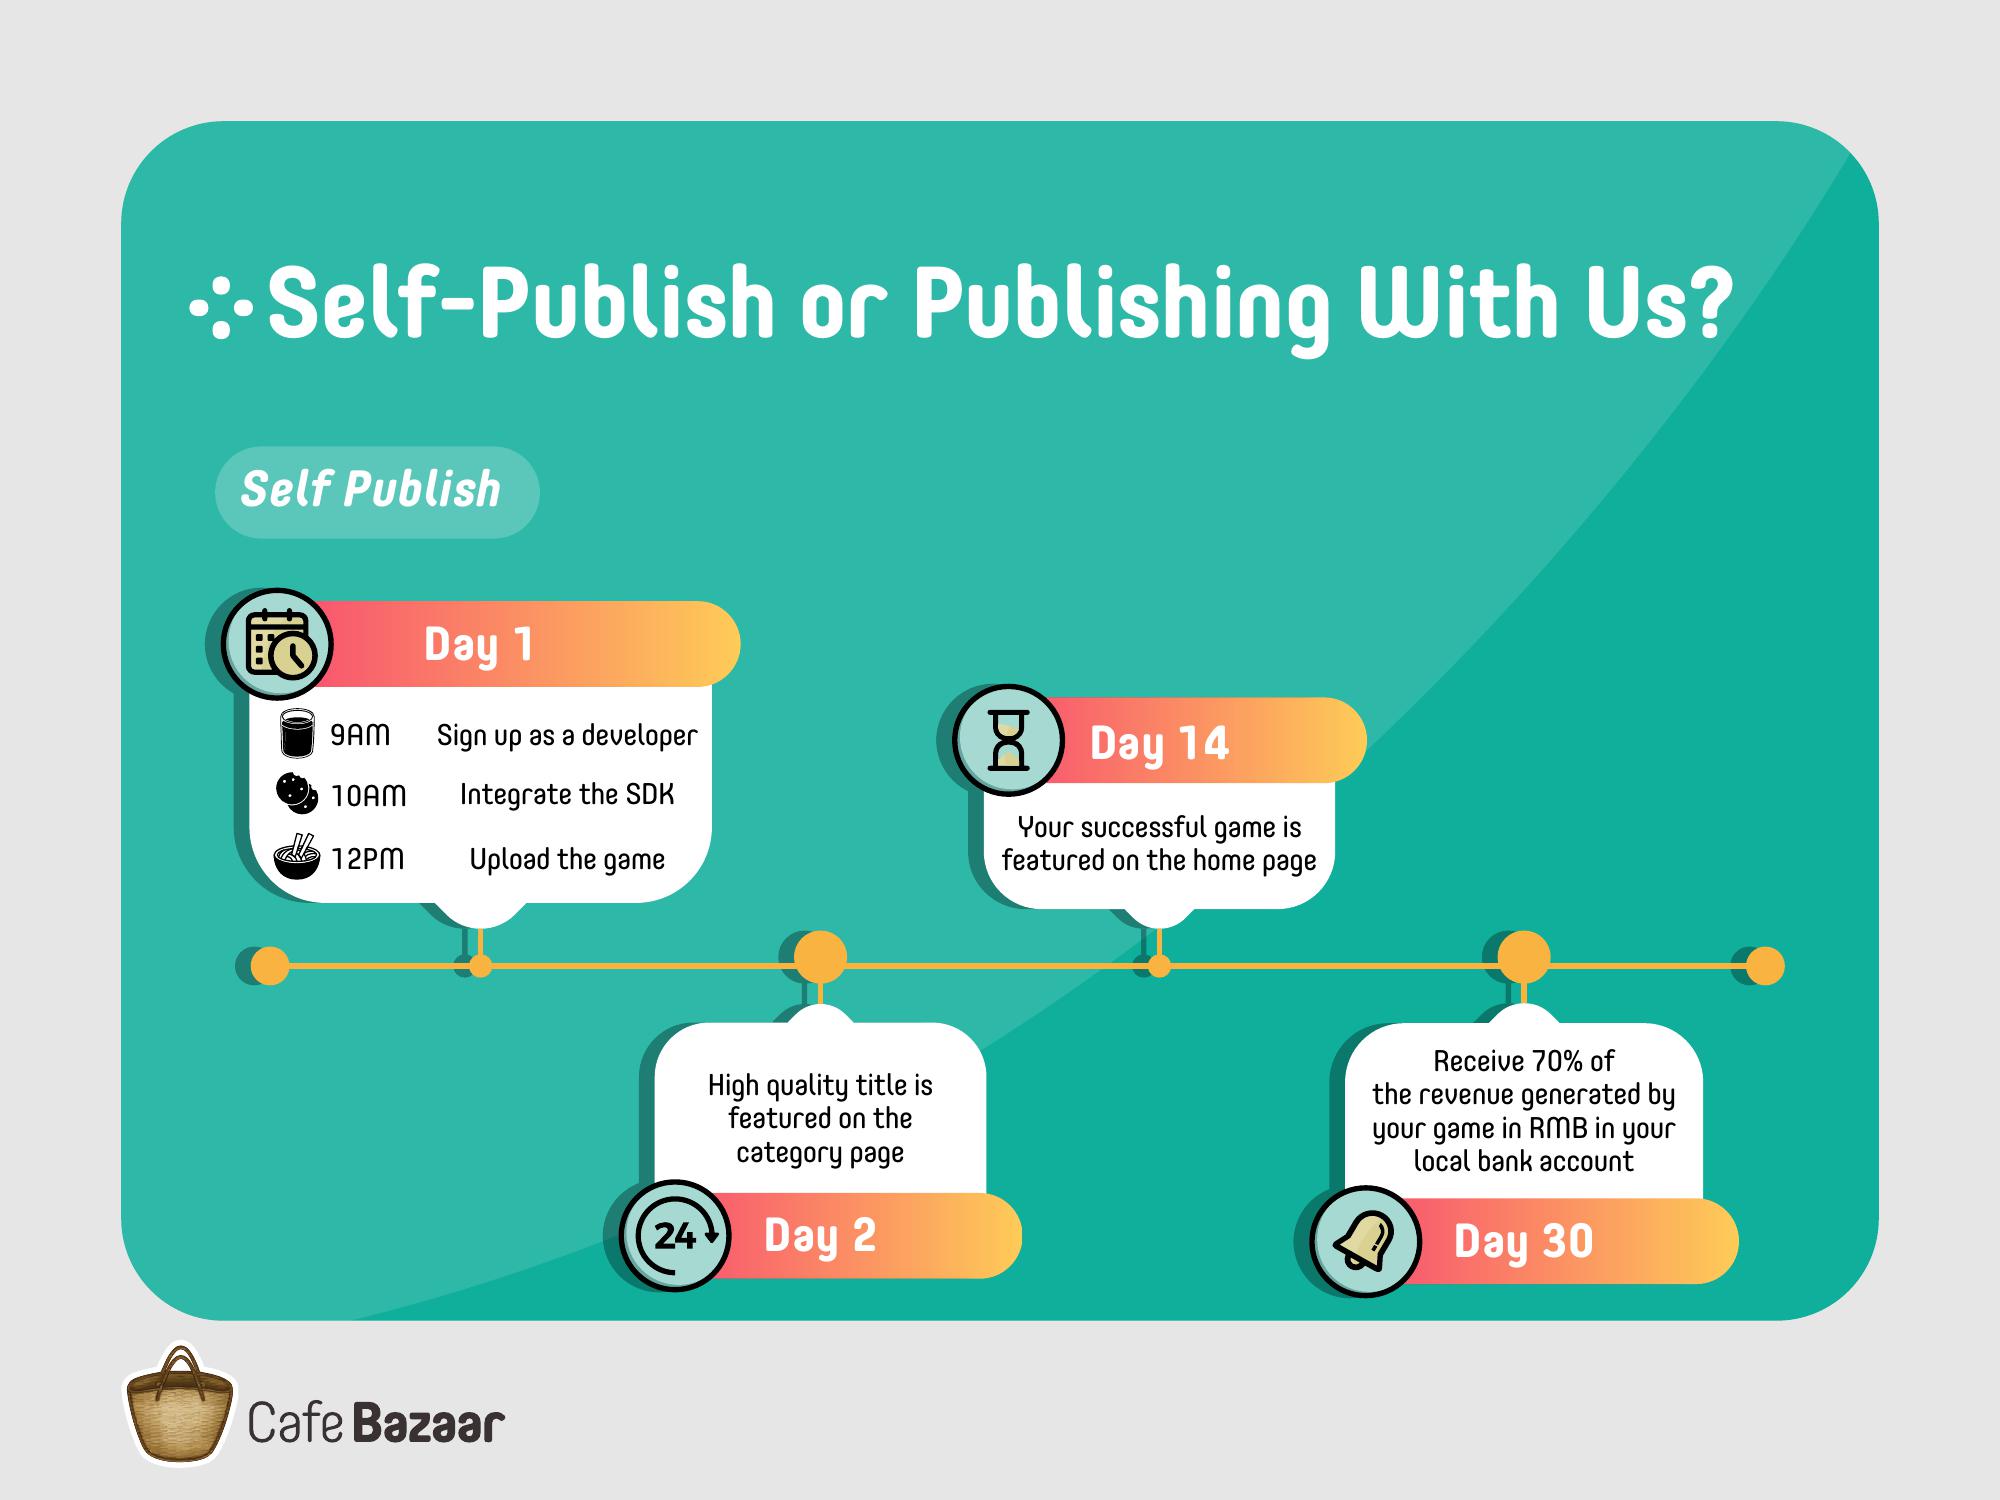 Self-Publish or Publishing With Us?
Self Publish
Day 1
9AM Sign up as a developer
10AM Integrate the SDK
12PM Upload the game
High quality title is
featured on the
category page
24
Day 2
Day 14
Your successful game is
featured on the home page
Receive 70% of
the revenue generated by
your game in RMB in your
local bank account
Day 30
Cafe Bazaar